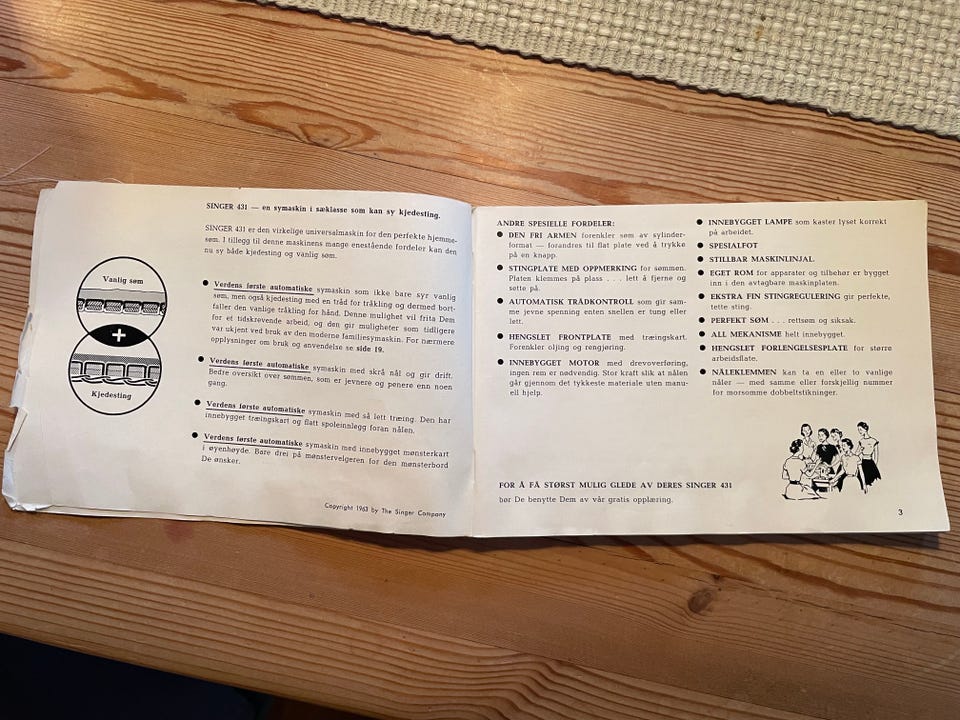 SINGER 431 — en symaskin i særklasse som kan sy kjedesting.
SINGER 431 er den virkelige universalmaskin for den perfekte hjemme-
søm. I tillegg til denne maskinens mange enestående fordeler kan den
nu sy både kjedesting og vanlig søm.
Vanlig søm
+
Kjedesting
Verdens første automatiske symaskin som ikke bare syr vanlig
søm, men også kjedesting med en tråd for tråkling og dermed bort-
faller den vanlige tråkling for hånd. Denne mulighet vil frita Dem
for et tidskrevende arbeid, og den gir muligheter som tidligere
var ukjent ved bruk av den moderne familiesymaskin. For nærmere
opplysninger om bruk og anvendelse se side 19.
Verdens første automatiske symaskin med skrå nål og gir drift.
Bedre oversikt over sømmen, som er jevnere og penere enn noen
gang.
Verdens første automatiske symaskin med så lett træing. Den har
innebygget træingskart og flatt spoleinnlegg foran nålen.
Verdens første automatiske symaskin med innebygget mønsterkart
i øyenhøyde. Bare drei på mønstervelgeren for den mønsterbord
De ønsker.
Copyright 1963 by The Singer Company
ANDRE SPESIELLE FORDELER:
DEN FRI ARMEN forenkler søm av sylinder-
format — forandres til flat plate ved å trykke
på en knapp.
STINGPLATE MED OPPMERKING for sømmen.
Platen klemmes på plass . . . . lett å fjerne og
sette på.
AUTOMATISK TRÅDKONTROLL som gir sam-
me jevne spenning enten snellen er tung eller
lett.
HENGSLET FRONTPLATE med træingskart.
Forenkler oljing og rengjøring.
INNEBYGGET MOTOR med drevoverføring,
ingen rem er nødvendig. Stor kraft slik at nålen
går gjennom det tykkeste materiale uten manu-
ell hjelp.
INNEBYGGET LAMPE som kaster lyset korrekt
på arbeidet.
SPESIALFOT
STILLBAR MASKINLINJAL.
EGET ROM for apparater og tilbehør er bygget
inn i den avtagbare maskinplaten.
EKSTRA FIN STINGREGULERING gir perfekte,
tette sting.
PERFEKT SØM . . . rettsøm og siksak.
ALL MEKANISME helt innebygget.
HENGSLET FORLENGELSESPLATE for større
arbeidsflate.
NÅLEKLEMMEN kan ta en eller to vanlige
nåler — med samme eller forskjellig nummer
for morsomme dobbeltstikninger.
FOR Å FÅ STØRST MULIG GLEDE AV DERES SINGER 431
bør De benytte Dem av vår gratis opplæring.
3